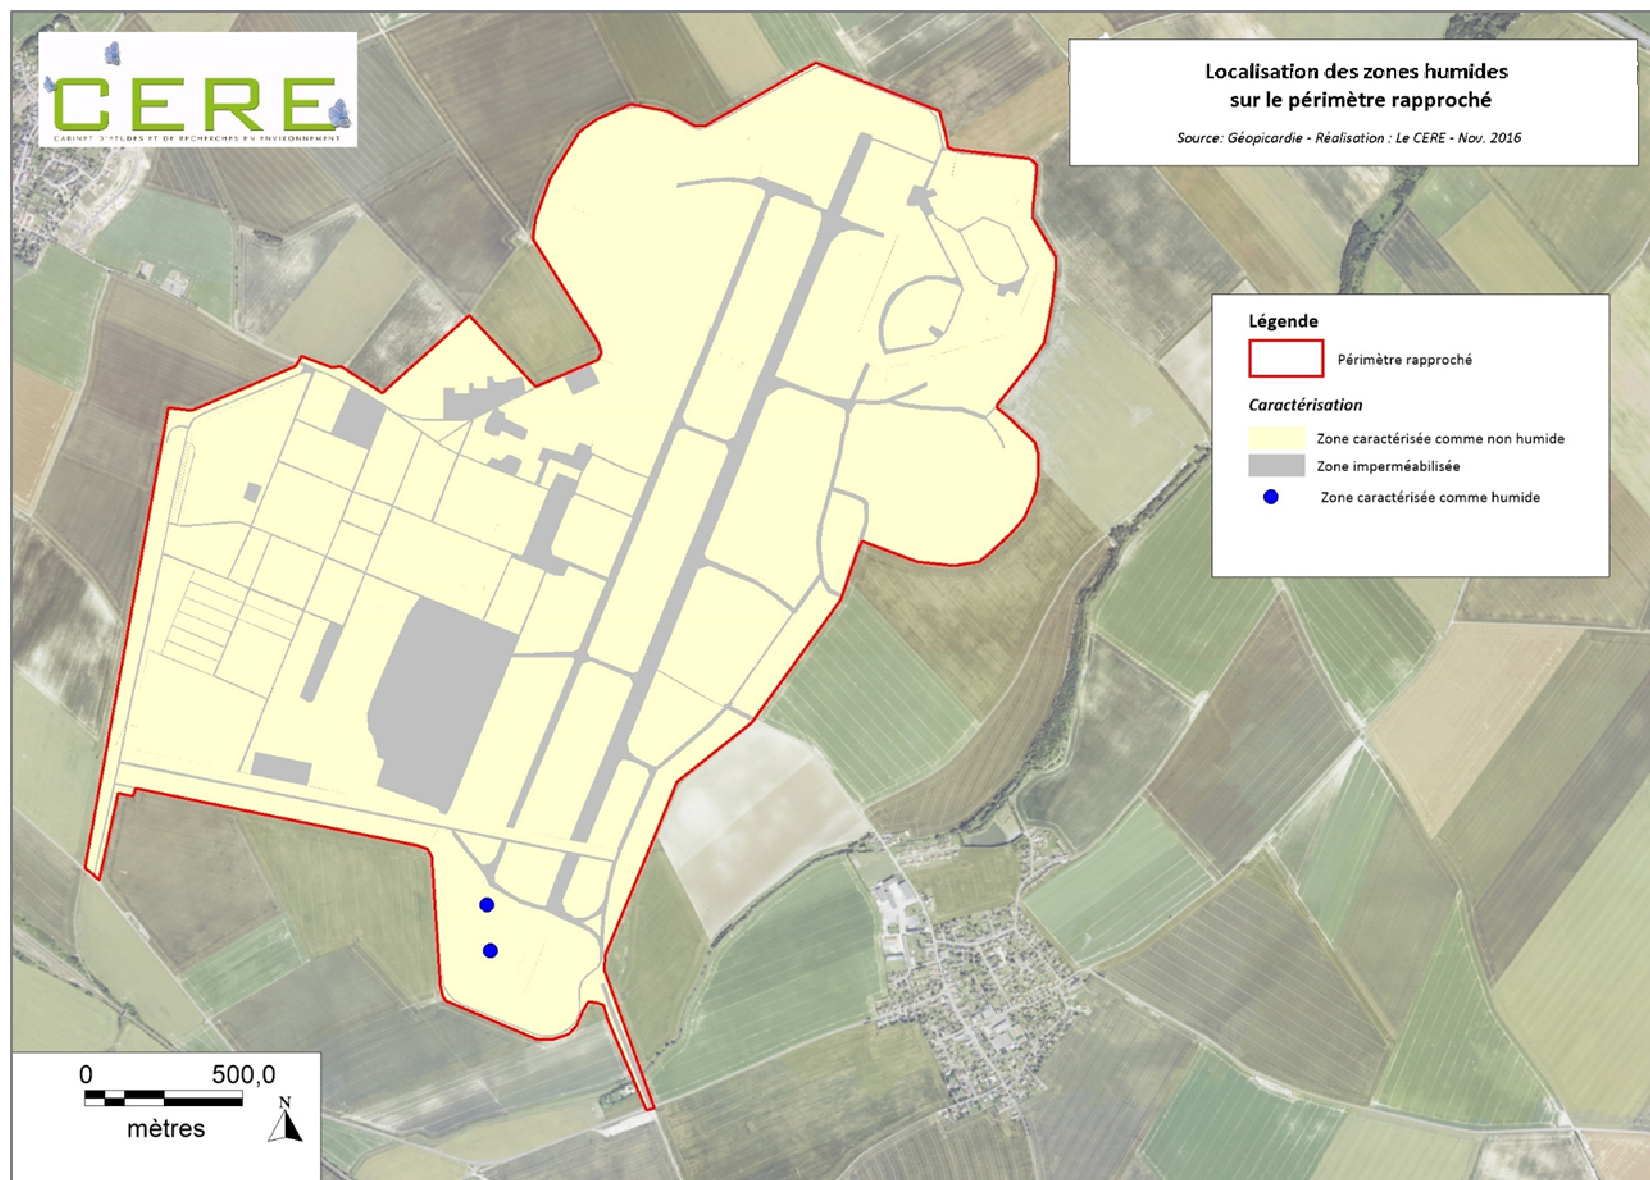 CERE
CABINET D'ETUDES ET DE RECHERCHES EN ENVIRONNEMENT
Localisation des zones humides
sur le périmètre rapproché
Source: Géopicardie - Réalisation : Le CERE - Nov. 2016
Légende
Périmètre rapproché
Caractérisation
Zone caractérisée comme non humide
Zone imperméabilisée
Zone caractérisée comme humide
0 500,0
mètres
N